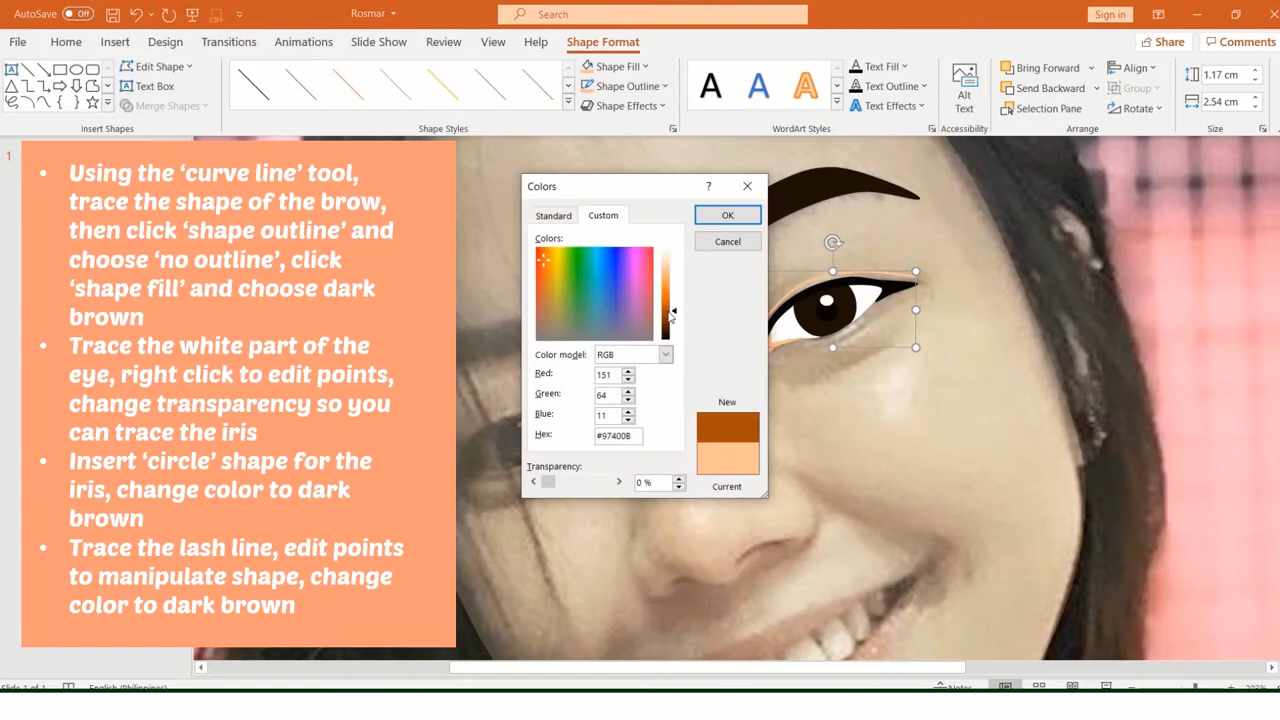 AutoSave Off
Rosmar
Search
Sign in
File Home Insert Design Transitions Animations Slide Show Review View Help Shape Format
Share Comments
Edit Shape
Text Box
Merge Shapes
Insert Shapes
Shape Fill
Shape Outline
Shape Effects
Shape Styles
A A A
Text Fill
Text Outline
Text Effects
WordArt Styles
Alt
Text
Accessibility
Bring Forward
Send Backward
Selection Pane
Align
Group
Rotate
Arrange
1.17 cm
2.54 cm
Size
1
• Using the ‘curve line’ tool,
trace the shape of the brow,
then click ‘shape outline’ and
choose ‘no outline’, click
‘shape fill’ and choose dark
brown
• Trace the white part of the
eye, right click to edit points,
change transparency so you
can trace the iris
• Insert ‘circle’ shape for the
iris, change color to dark
brown
• Trace the lash line, edit points
to manipulate shape, change
color to dark brown
Colors ?
Standard Custom
OK
Cancel
Colors:
Color model: RGB
Red: 151
Green: 64
Blue: 11
Hex: #97400B
Transparency:
0 %
New
Current
Slide 1 of 1 English (Philippines)
Notes